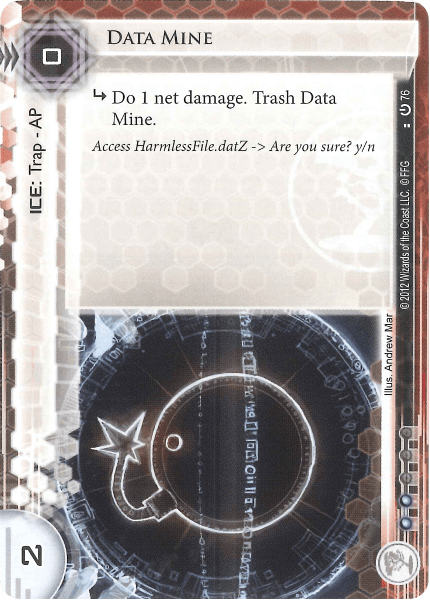 0
DATA MINE
ICE: Trap - AP
↳ Do 1 net damage. Trash Data
Mine.
Access HarmlessFile.datZ -> Are you sure? y/n
76
© 2012 Wizards of the Coast LLC. © FFG
Illus. Andrew Mar
2